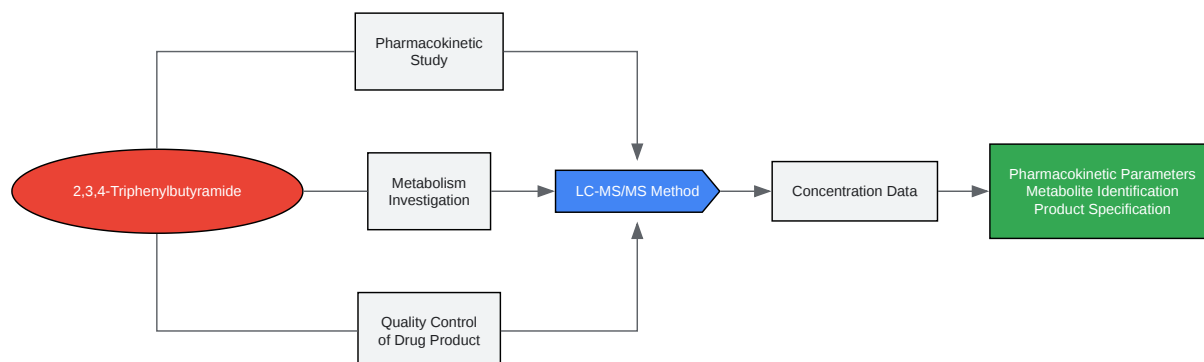 Pharmacokinetic
Study
2,3,4-Triphenylbutyramide
Metabolism
Investigation
LC-MS/MS Method
Concentration Data
Pharmacokinetic Parameters
Metabolite Identification
Product Specification
Quality Control
of Drug Product